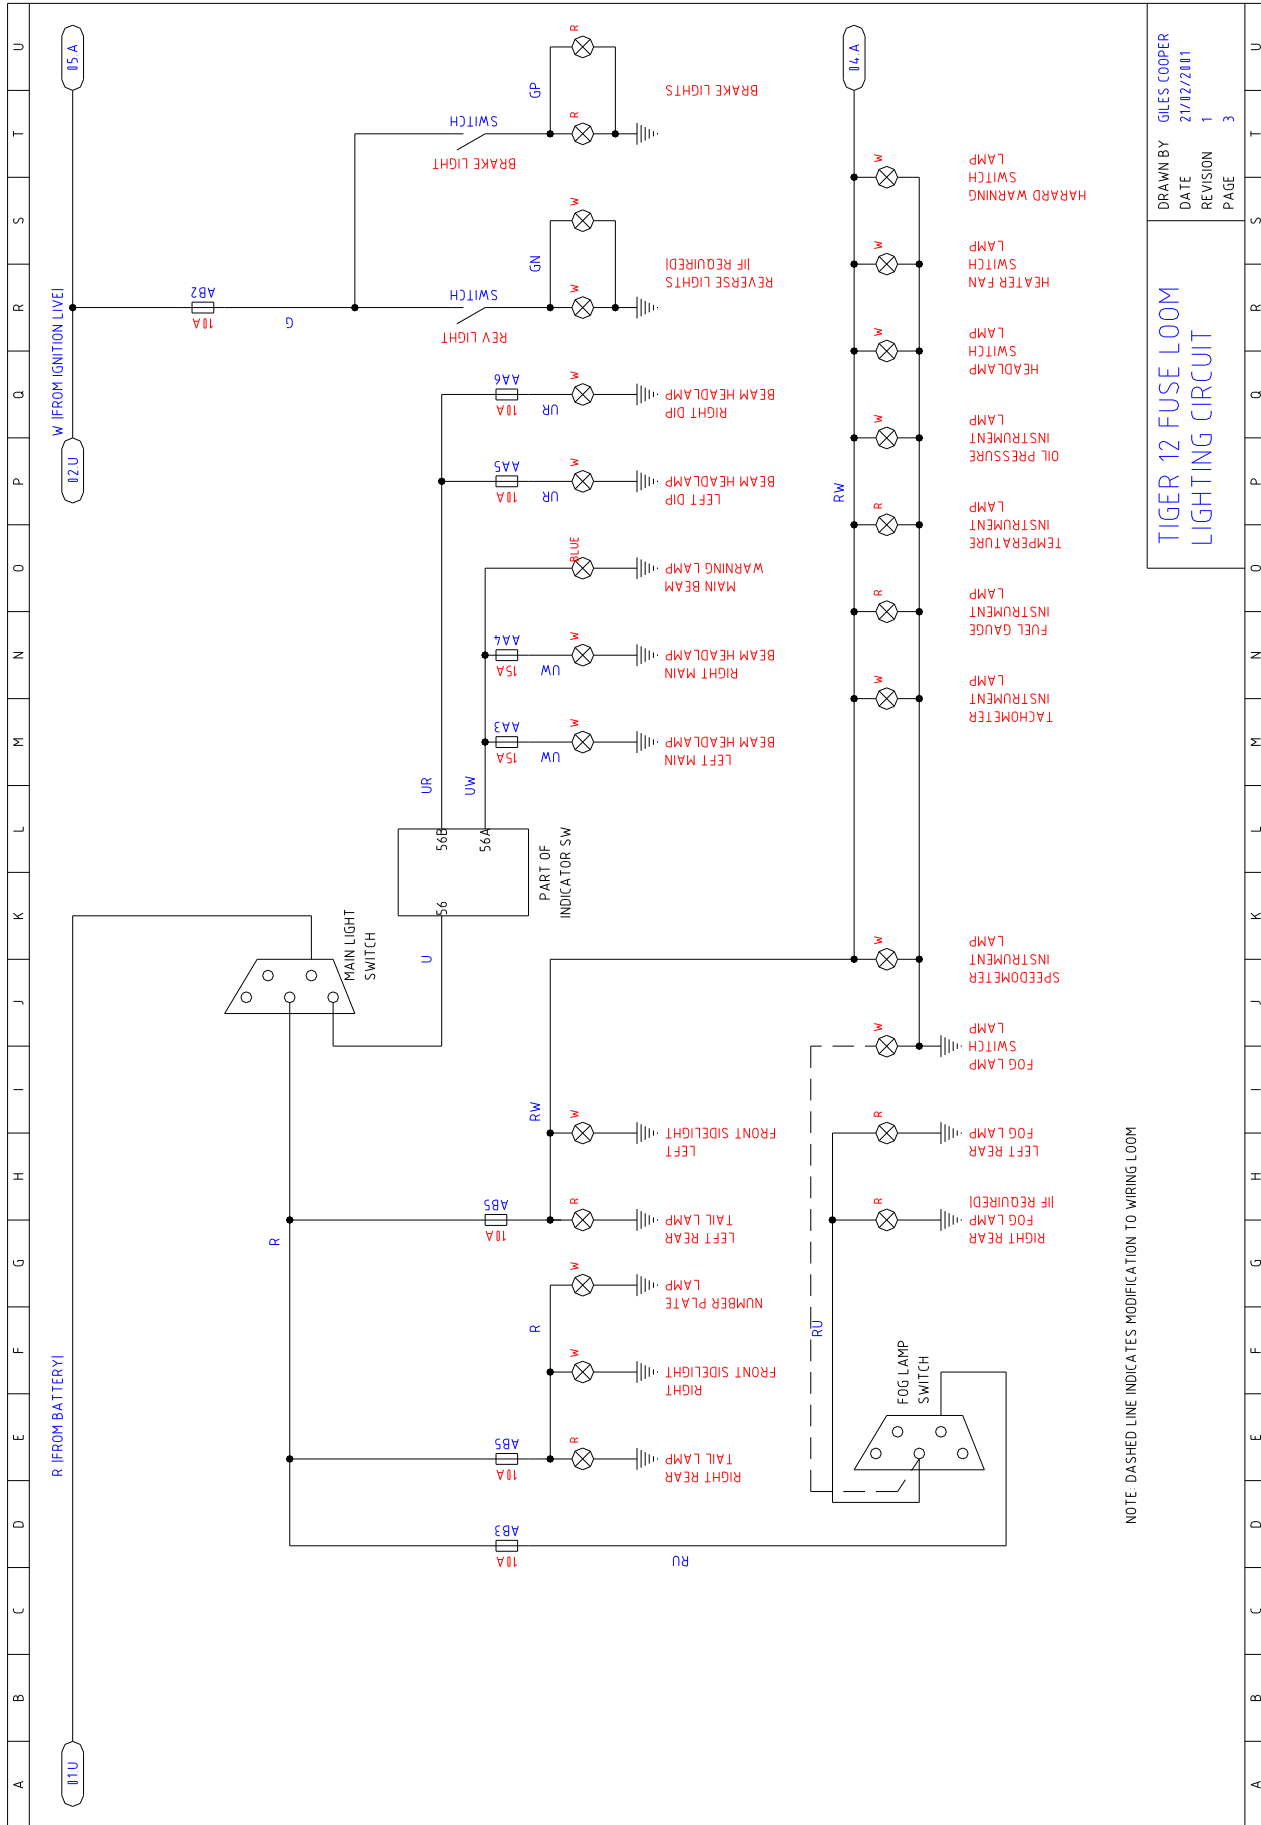 A B C D E F G H I J K L M N O P Q R S T U
01.U
R (FROM BATTERY)
02.U
W (FROM IGNITION LIVE)
05.A
AB2
10A
G
MAIN LIGHT
SWITCH
R
U
56
56B
56A
PART OF
INDICATOR SW
UR
UW
BRAKE LIGHT
SWITCH
REV LIGHT
SWITCH
AB3
10A
RU
AB5
10A
R
AB5
10A
RW
AA3
15A
UW
AA4
15A
UW
AA5
10A
UR
AA6
10A
UR
GN
GP
R
W
W
R
W
W
W
BLUE
W
W
W
W
R
R
RIGHT REAR
TAIL LAMP
RIGHT
FRONT SIDELIGHT
NUMBER PLATE
LAMP
LEFT REAR
TAIL LAMP
LEFT
FRONT SIDELIGHT
LEFT MAIN
BEAM HEADLAMP
RIGHT MAIN
BEAM HEADLAMP
MAIN BEAM
WARNING LAMP
LEFT DIP
BEAM HEADLAMP
RIGHT DIP
BEAM HEADLAMP
REVERSE LIGHTS
(IF REQUIRED)
BRAKE LIGHTS
RU
FOG LAMP
SWITCH
RW
04.A
R
R
W
W
W
R
R
W
W
W
W
RIGHT REAR
FOG LAMP
(IF REQUIRED)
LEFT REAR
FOG LAMP
FOG LAMP
SWITCH
LAMP
SPEEDOMETER
INSTRUMENT
LAMP
TACHOMETER
INSTRUMENT
LAMP
FUEL GAUGE
INSTRUMENT
LAMP
TEMPERATURE
INSTRUMENT
LAMP
OIL PRESSURE
INSTRUMENT
LAMP
HEADLAMP
SWITCH
LAMP
HEATER FAN
SWITCH
LAMP
HARARD WARNING
SWITCH
LAMP
NOTE: DASHED LINE INDICATES MODIFICATION TO WIRING LOOM
TIGER 12 FUSE LOOM
LIGHTING CIRCUIT
DRAWN BY GILES COOPER
DATE 21/02/2001
REVISION 1
PAGE 3
A B C D E F G H I J K L M N O P Q R S T U